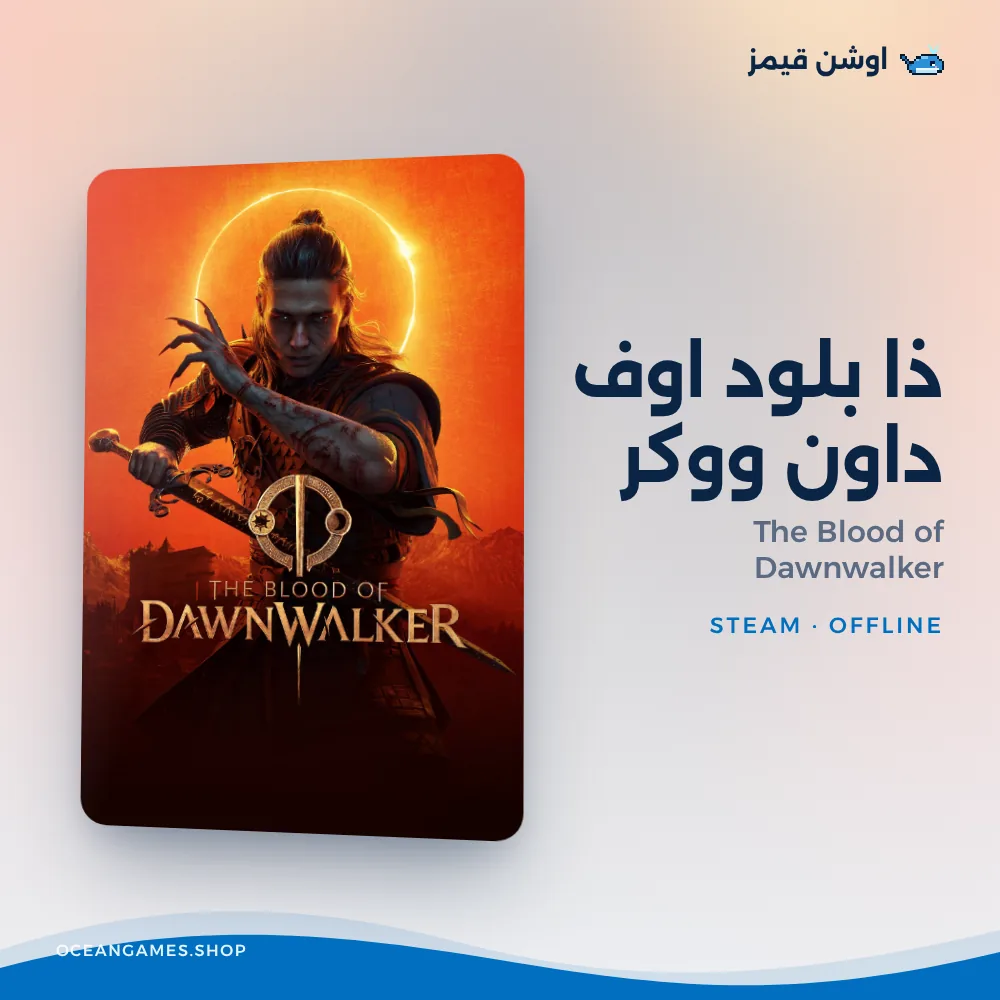 اوشن قيمز
ذا بلود اوف
داون ووكر
The Blood of
Dawnwalker
STEAM · OFFLINE
THE BLOOD OF
DAWNWALKER
OCEANGAMES.SHOP